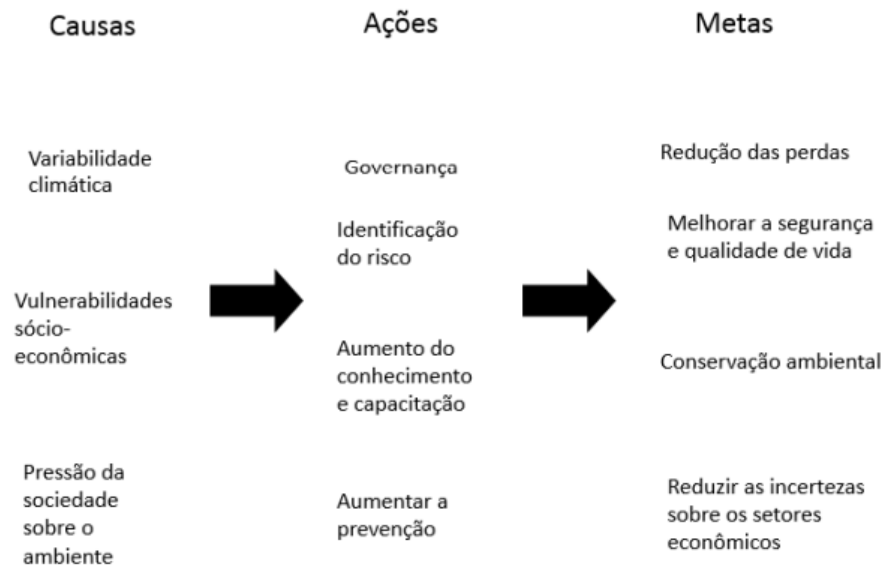 Causas
Ações
Metas
Variabilidade
climática
Vulnerabilidades
sócio-
econômicas
Pressão da
sociedade
sobre o
ambiente
Governança
Identificação
do risco
Aumento do
conhecimento
e capacitação
Aumentar a
prevenção
Redução das perdas
Melhorar a segurança
e qualidade de vida
Conservação ambiental
Reduzir as incertezas
sobre os setores
econômicos